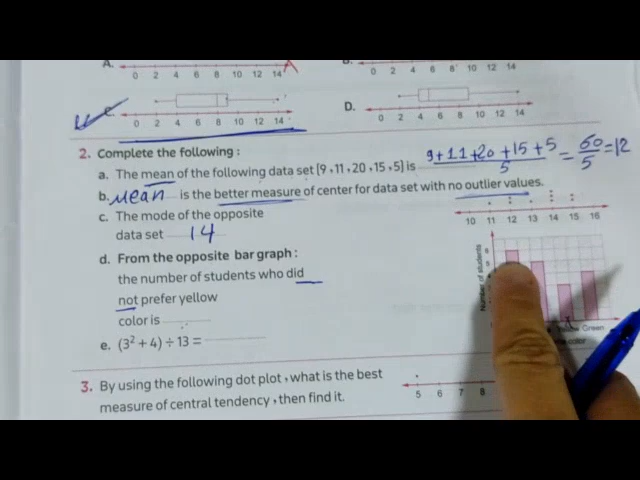 A.
0 2 4 6 8 10 12 14
0 2 4 6 8 10 12 14
0 2 4 6 8 10 12 14
D.
0 2 4 6 8 10 12 14
2. Complete the following :
a. The mean of the following data set (9 , 11 , 20 , 15 , 5) is 9+11+20+15+5 / 5 = 60/5 = 12
b. Mean is the better measure of center for data set with no outlier values.
c. The mode of the opposite
data set 14
10 11 12 13 14 15 16
d. From the opposite bar graph :
the number of students who did
not prefer yellow
color is
Number of students
Green
color
e. (3² + 4) ÷ 13 =
3. By using the following dot plot , what is the best
measure of central tendency , then find it.
5 6 7 8